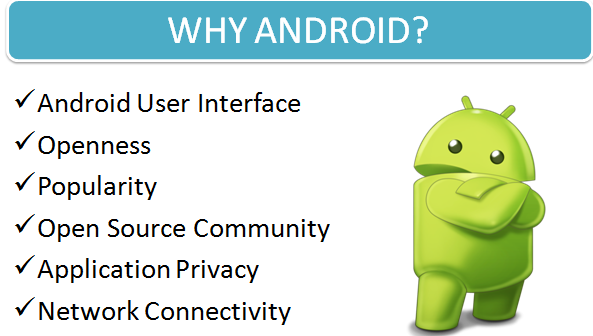 WHY ANDROID?
✓Android User Interface
✓Openness
✓Popularity
✓Open Source Community
✓Application Privacy
✓Network Connectivity